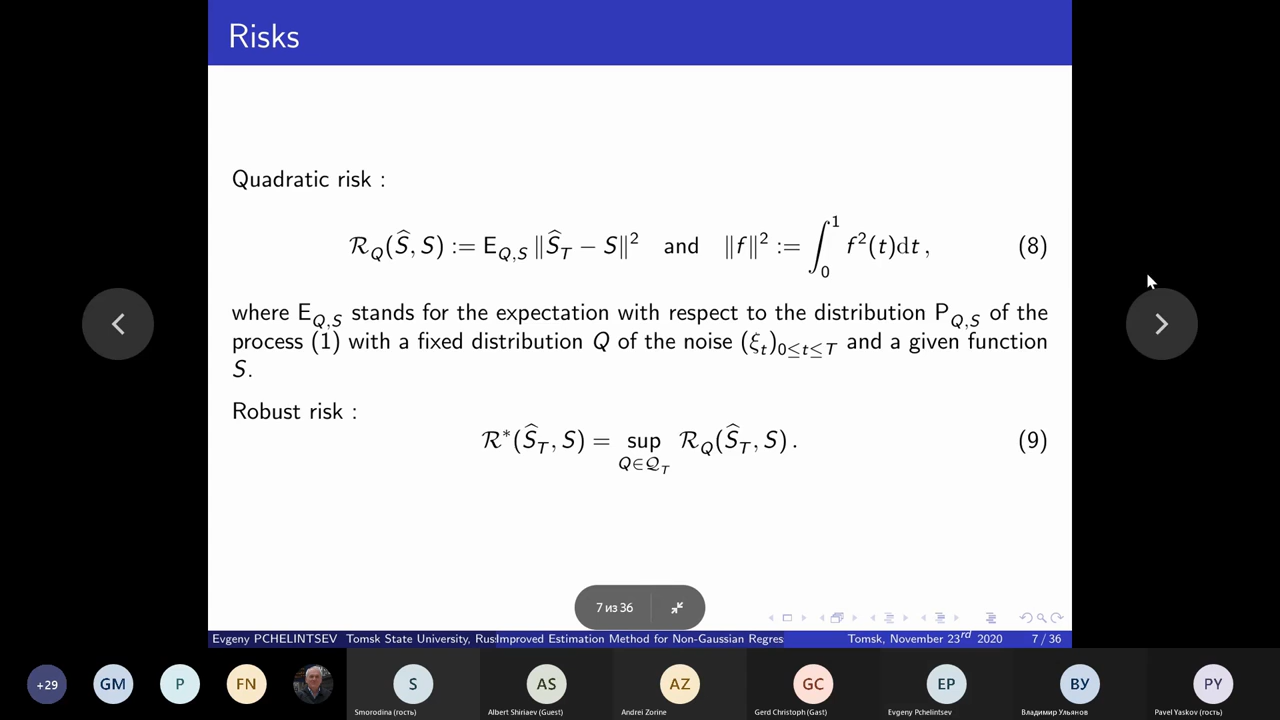 Risks
Quadratic risk :
ℛ_Q(Ŝ, S) := E_{Q,S} ‖Ŝ_T − S‖² and ‖f‖² := ∫_0^1 f²(t)dt , (8)
where E_{Q,S} stands for the expectation with respect to the distribution P_{Q,S} of the
process (1) with a fixed distribution Q of the noise (ξ_t)_{0≤t≤T} and a given function
S.
Robust risk :
ℛ*(Ŝ_T, S) = sup_{Q∈𝒬_T} ℛ_Q(Ŝ_T, S) . (9)
7 из 36
Evgeny PCHELINTSEV Tomsk State University, Rus Improved Estimation Method for Non-Gaussian Regres Tomsk, November 23rd 2020 7 / 36
+29 GM P FN S AS AZ GC EP ВУ PY
Smorodina (гость) Albert Shiriaev (Guest) Andrei Zorine Gerd Christoph (Gast) Evgeny Pchelintsev Владимир Ульянов Pavel Yaskov (гость)